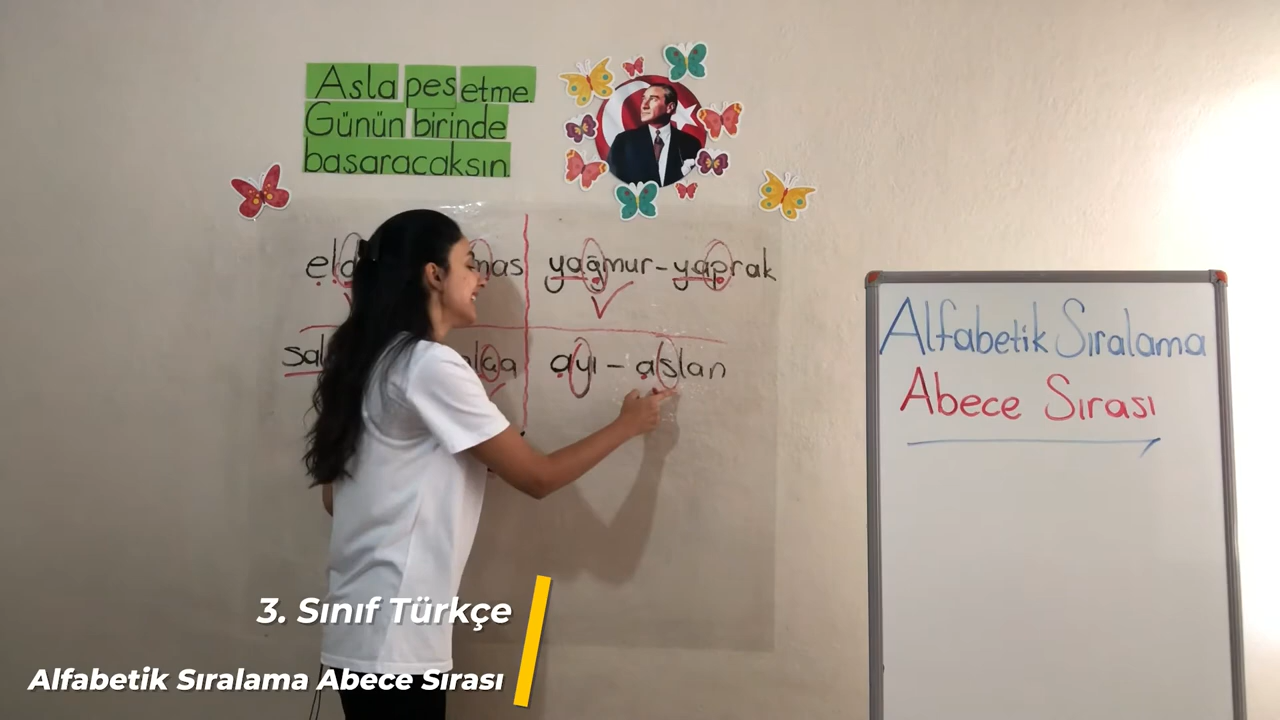 Asla pes etme.
Günün birinde
başaracaksın.
yağmur - yaprak
ayı - aslan
Alfabetik Sıralama
Abece Sırası
3. Sınıf Türkçe
Alfabetik Sıralama Abece Sırası